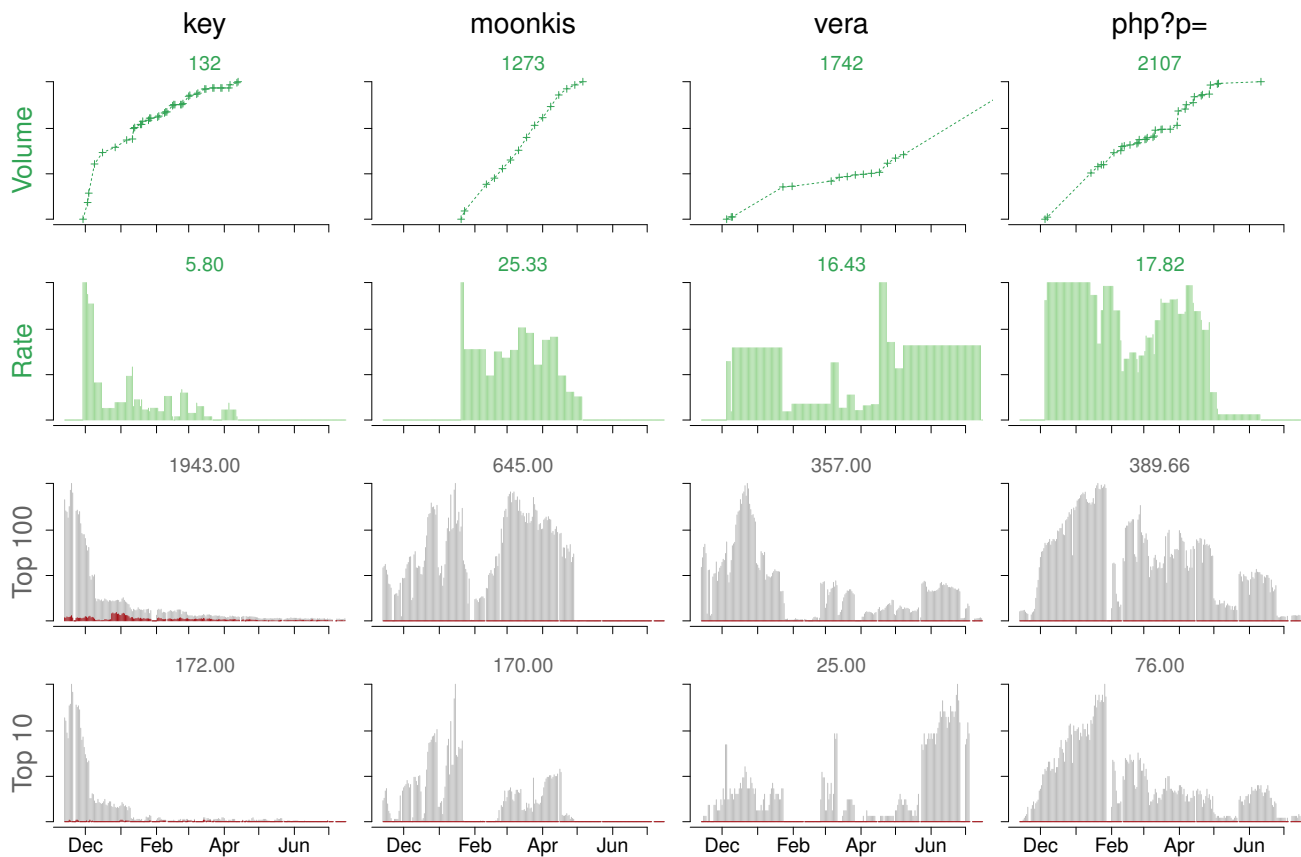 key moonkis vera php?p=
132 1273 1742 2107
Volume
5.80 25.33 16.43 17.82
Rate
1943.00 645.00 357.00 389.66
Top 100
172.00 170.00 25.00 76.00
Top 10
Dec Feb Apr Jun Dec Feb Apr Jun Dec Feb Apr Jun Dec Feb Apr Jun